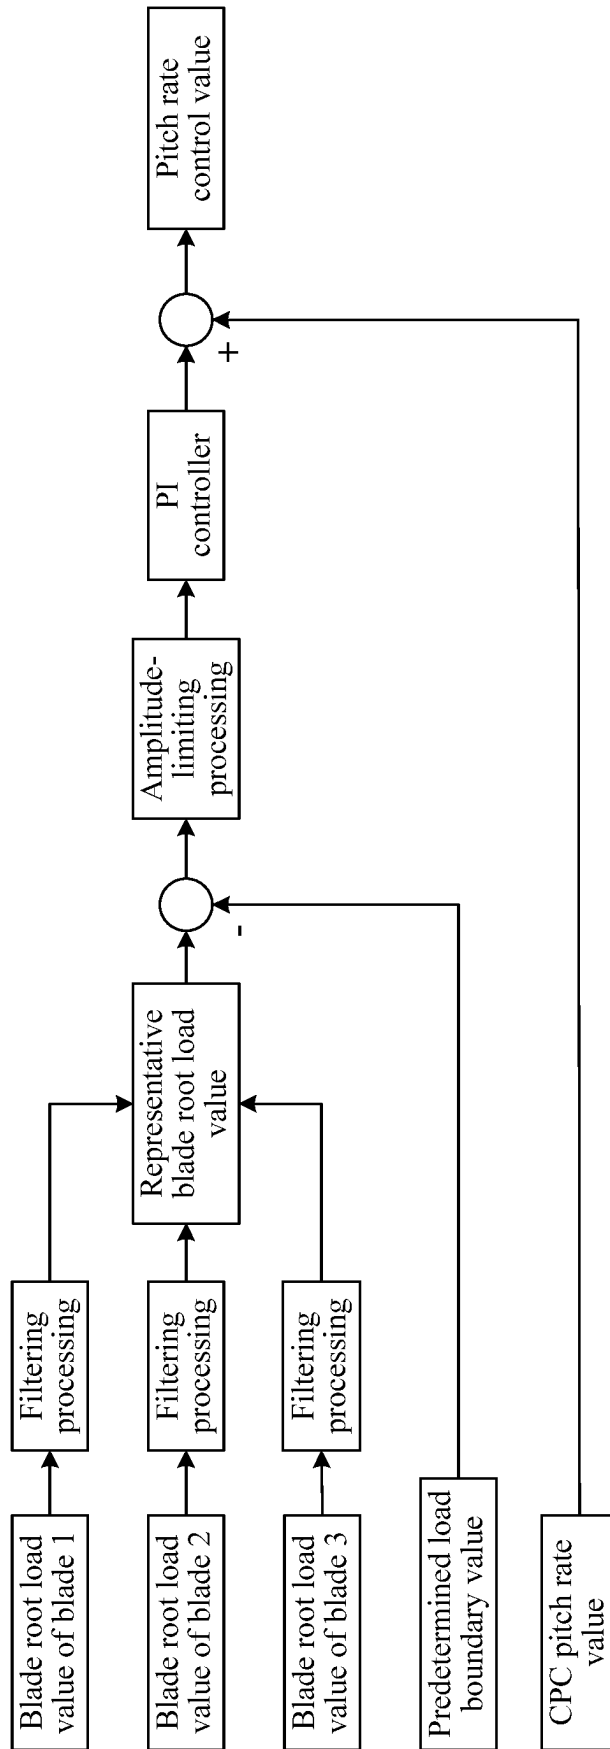 Blade root load
value of blade 1
Filtering
processing
Blade root load
value of blade 2
Filtering
processing
Blade root load
value of blade 3
Filtering
processing
Representative
blade root load
value
-
Amplitude-
limiting
processing
PI
controller
+
Pitch rate
control value
Predetermined load
boundary value
CPC pitch rate
value